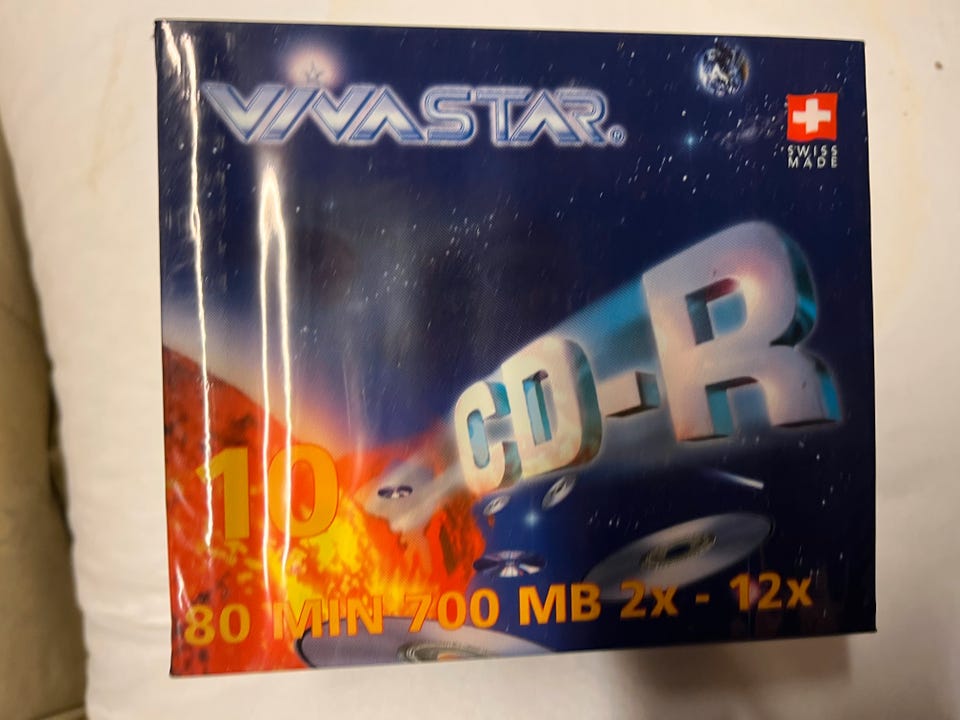 VIVASTAR®
SWISS
MADE
CD-R
10
80 MIN 700 MB 2x - 12x